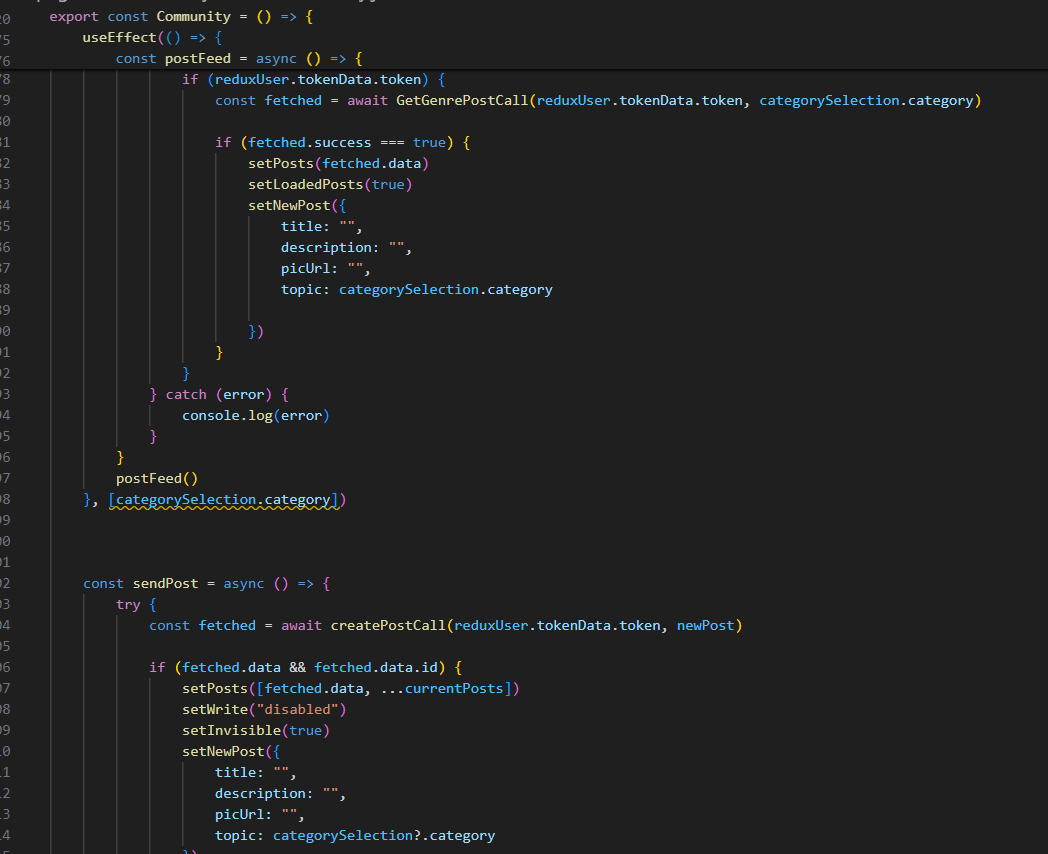 20 export const Community = () => {
75 useEffect(() => {
76 const postFeed = async () => {
78 if (reduxUser.tokenData.token) {
79 const fetched = await GetGenrePostCall(reduxUser.tokenData.token, categorySelection.category)
80
81 if (fetched.success === true) {
82 setPosts(fetched.data)
83 setLoadedPosts(true)
84 setNewPost({
85 title: "",
86 description: "",
87 picUrl: "",
88 topic: categorySelection.category
89
90 })
91 }
92 }
93 } catch (error) {
94 console.log(error)
95 }
96 }
97 postFeed()
98 }, [categorySelection.category])
99
00
01
02 const sendPost = async () => {
03 try {
04 const fetched = await createPostCall(reduxUser.tokenData.token, newPost)
05
06 if (fetched.data && fetched.data.id) {
07 setPosts([fetched.data, ...currentPosts])
08 setWrite("disabled")
09 setInvisible(true)
10 setNewPost({
11 title: "",
12 description: "",
13 picUrl: "",
14 topic: categorySelection?.category